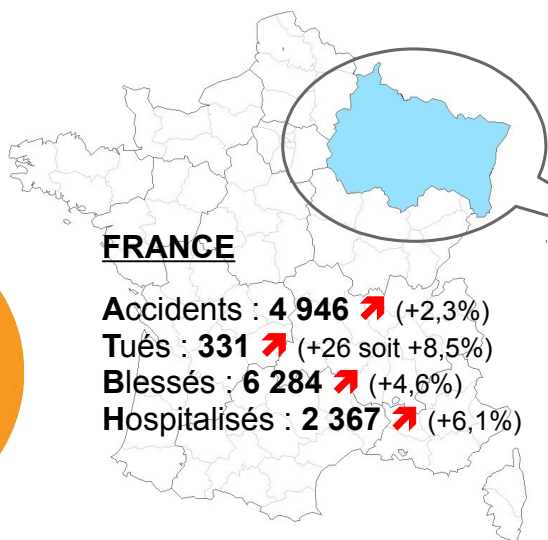 FRANCE
Accidents : 4 946 ↗ (+2,3%)
Tués : 331 ↗ (+26 soit +8,5%)
Blessés : 6 284 ↗ (+4,6%)
Hospitalisés : 2 367 ↗ (+6,1%)